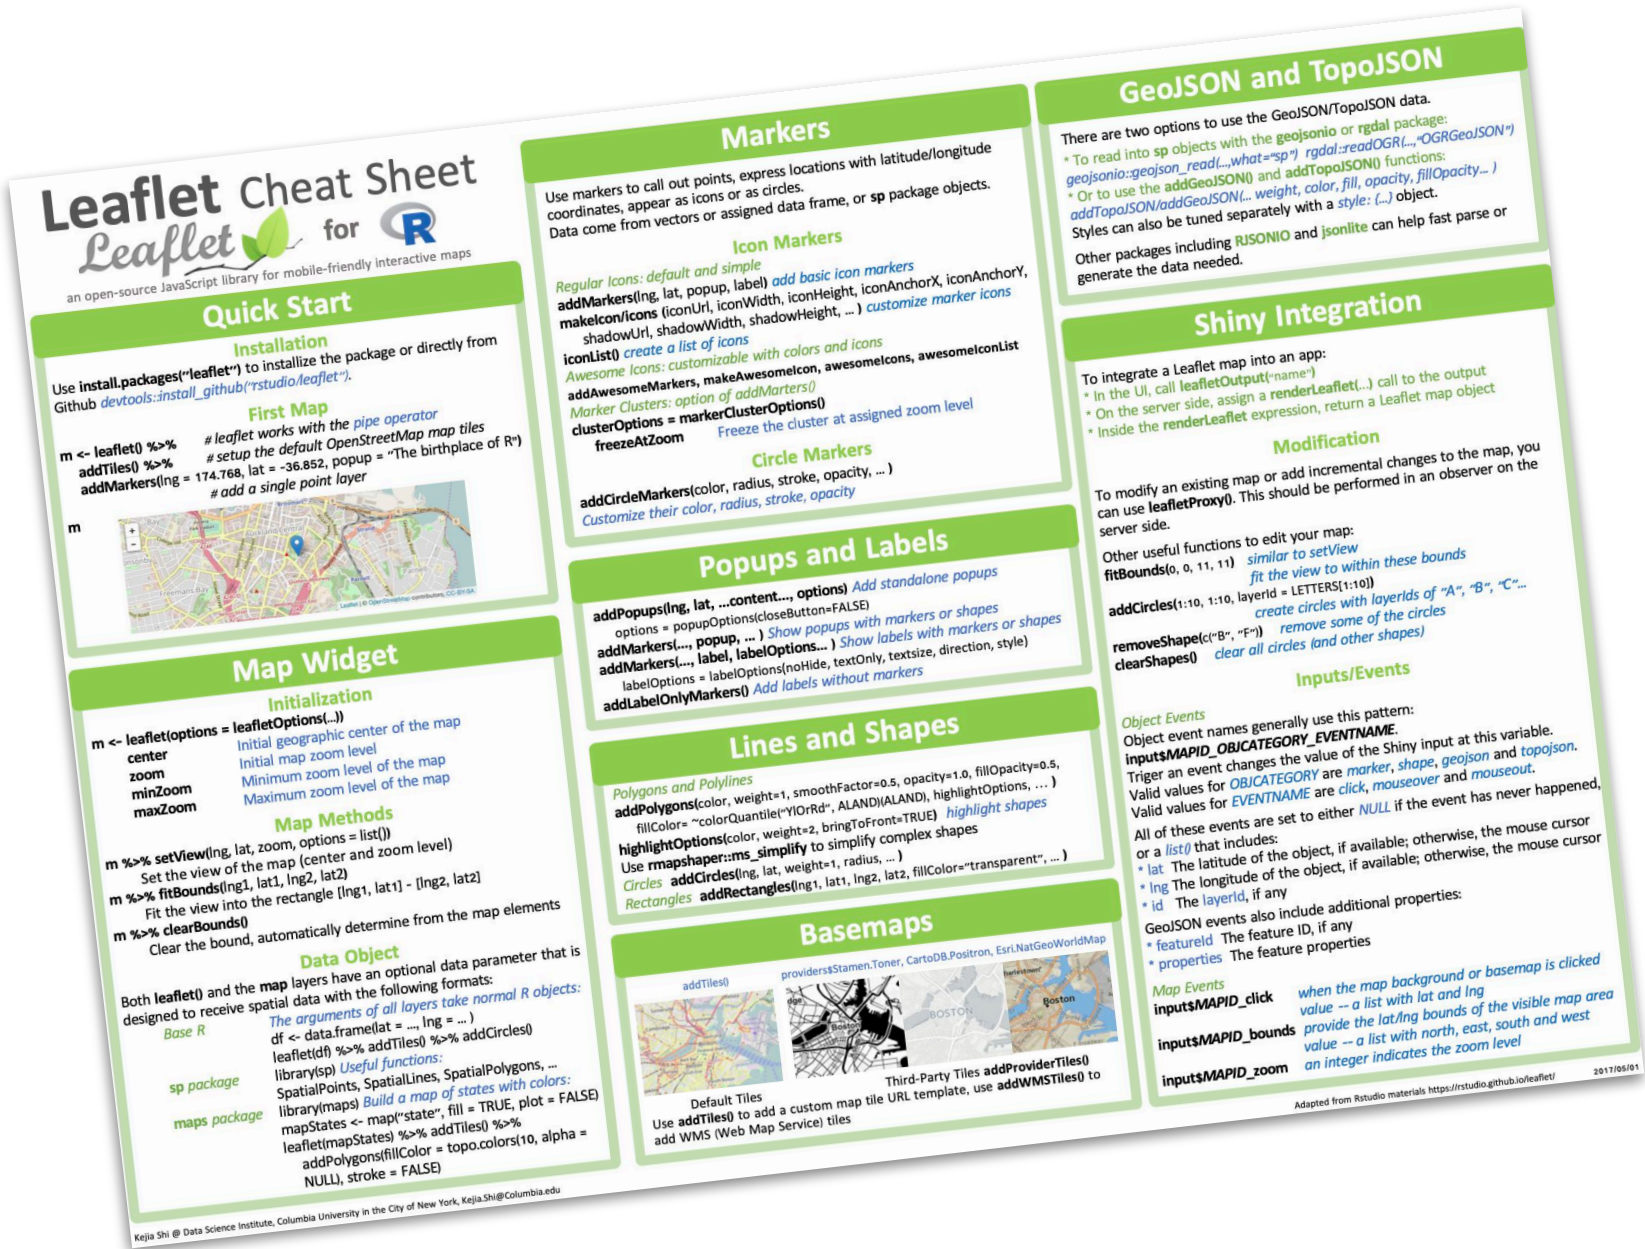 Leaflet Cheat Sheet
Leaflet for R
an open-source JavaScript library for mobile-friendly interactive maps
Quick Start
Installation
Use install.packages("leaflet") to installize the package or directly from
Github devtools::install_github("rstudio/leaflet").
First Map
m <- leaflet() %>% # leaflet works with the pipe operator
addTiles() %>% # setup the default OpenStreetMap map tiles
addMarkers(lng = 174.768, lat = -36.852, popup = "The birthplace of R")
# add a single point layer
m
+
−
Freemans Bay
Leaflet | © OpenStreetMap contributors, CC-BY-SA
Map Widget
Initialization
m <- leaflet(options = leafletOptions(...))
center Initial geographic center of the map
zoom Initial map zoom level
minZoom Minimum zoom level of the map
maxZoom Maximum zoom level of the map
Map Methods
m %>% setView(lng, lat, zoom, options = list())
Set the view of the map (center and zoom level)
m %>% fitBounds(lng1, lat1, lng2, lat2)
Fit the view into the rectangle [lng1, lat1] - [lng2, lat2]
m %>% clearBounds()
Clear the bound, automatically determine from the map elements
Data Object
Both leaflet() and the map layers have an optional data parameter that is
designed to receive spatial data with the following formats:
Base R The arguments of all layers take normal R objects:
df <- data.frame(lat = ..., lng = ... )
leaflet(df) %>% addTiles() %>% addCircles()
sp package library(sp) Useful functions:
SpatialPoints, SpatialLines, SpatialPolygons, ...
maps package library(maps) Build a map of states with colors:
mapStates <- map("state", fill = TRUE, plot = FALSE)
leaflet(mapStates) %>% addTiles() %>%
addPolygons(fillColor = topo.colors(10, alpha =
NULL), stroke = FALSE)
Kejia Shi @ Data Science Institute, Columbia University in the City of New York, Kejia.Shi@Columbia.edu
Markers
Use markers to call out points, express locations with latitude/longitude
coordinates, appear as icons or as circles.
Data come from vectors or assigned data frame, or sp package objects.
Icon Markers
Regular Icons: default and simple
addMarkers(lng, lat, popup, label) add basic icon markers
makeIcon/icons (iconUrl, iconWidth, iconHeight, iconAnchorX, iconAnchorY,
shadowUrl, shadowWidth, shadowHeight, ... ) customize marker icons
iconList() create a list of icons
Awesome Icons: customizable with colors and icons
addAwesomeMarkers, makeAwesomeIcon, awesomeIcons, awesomeIconList
Marker Clusters: option of addMarters()
clusterOptions = markerClusterOptions()
freezeAtZoom Freeze the cluster at assigned zoom level
Circle Markers
addCircleMarkers(color, radius, stroke, opacity, ... )
Customize their color, radius, stroke, opacity
Popups and Labels
addPopups(lng, lat, ...content..., options) Add standalone popups
options = popupOptions(closeButton=FALSE)
addMarkers(..., popup, ... ) Show popups with markers or shapes
addMarkers(..., label, labelOptions... ) Show labels with markers or shapes
labelOptions = labelOptions(noHide, textOnly, textsize, direction, style)
addLabelOnlyMarkers() Add labels without markers
Lines and Shapes
Polygons and Polylines
addPolygons(color, weight=1, smoothFactor=0.5, opacity=1.0, fillOpacity=0.5,
fillColor= ~colorQuantile("YlOrRd", ALAND)(ALAND), highlightOptions, ... )
highlightOptions(color, weight=2, bringToFront=TRUE) highlight shapes
Use rmapshaper::ms_simplify to simplify complex shapes
Circles addCircles(lng, lat, weight=1, radius, ... )
Rectangles addRectangles(lng1, lat1, lng2, lat2, fillColor="transparent", ... )
Basemaps
addTiles() providers$Stamen.Toner, CartoDB.Positron, Esri.NatGeoWorldMap
Boston
BOSTON
Boston
Default Tiles Third-Party Tiles addProviderTiles()
Use addTiles() to add a custom map tile URL template, use addWMSTiles() to
add WMS (Web Map Service) tiles
GeoJSON and TopoJSON
There are two options to use the GeoJSON/TopoJSON data.
* To read into sp objects with the geojsonio or rgdal package:
geojsonio::geojson_read(...,what="sp") rgdal::readOGR(...,"OGRGeoJSON")
* Or to use the addGeoJSON() and addTopoJSON() functions:
addTopoJSON/addGeoJSON(... weight, color, fill, opacity, fillOpacity... )
Styles can also be tuned separately with a style: {...} object.
Other packages including RJSONIO and jsonlite can help fast parse or
generate the data needed.
Shiny Integration
To integrate a Leaflet map into an app:
* In the UI, call leafletOutput("name")
* On the server side, assign a renderLeaflet(...) call to the output
* Inside the renderLeaflet expression, return a Leaflet map object
Modification
To modify an existing map or add incremental changes to the map, you
can use leafletProxy(). This should be performed in an observer on the
server side.
Other useful functions to edit your map:
fitBounds(0, 0, 11, 11) similar to setView
fit the view to within these bounds
addCircles(1:10, 1:10, layerId = LETTERS[1:10])
create circles with layerIds of "A", "B", "C"...
removeShape(c("B", "F")) remove some of the circles
clearShapes() clear all circles (and other shapes)
Inputs/Events
Object Events
Object event names generally use this pattern:
input$MAPID_OBJCATEGORY_EVENTNAME.
Triger an event changes the value of the Shiny input at this variable.
Valid values for OBJCATEGORY are marker, shape, geojson and topojson.
Valid values for EVENTNAME are click, mouseover and mouseout.
All of these events are set to either NULL if the event has never happened,
or a list() that includes:
* lat The latitude of the object, if available; otherwise, the mouse cursor
* lng The longitude of the object, if available; otherwise, the mouse cursor
* id The layerId, if any
GeoJSON events also include additional properties:
* featureId The feature ID, if any
* properties The feature properties
Map Events
input$MAPID_click when the map background or basemap is clicked
value -- a list with lat and lng
input$MAPID_bounds provide the lat/lng bounds of the visible map area
value -- a list with north, east, south and west
input$MAPID_zoom an integer indicates the zoom level
Adapted from Rstudio materials https://rstudio.github.io/leaflet/ 2017/05/01